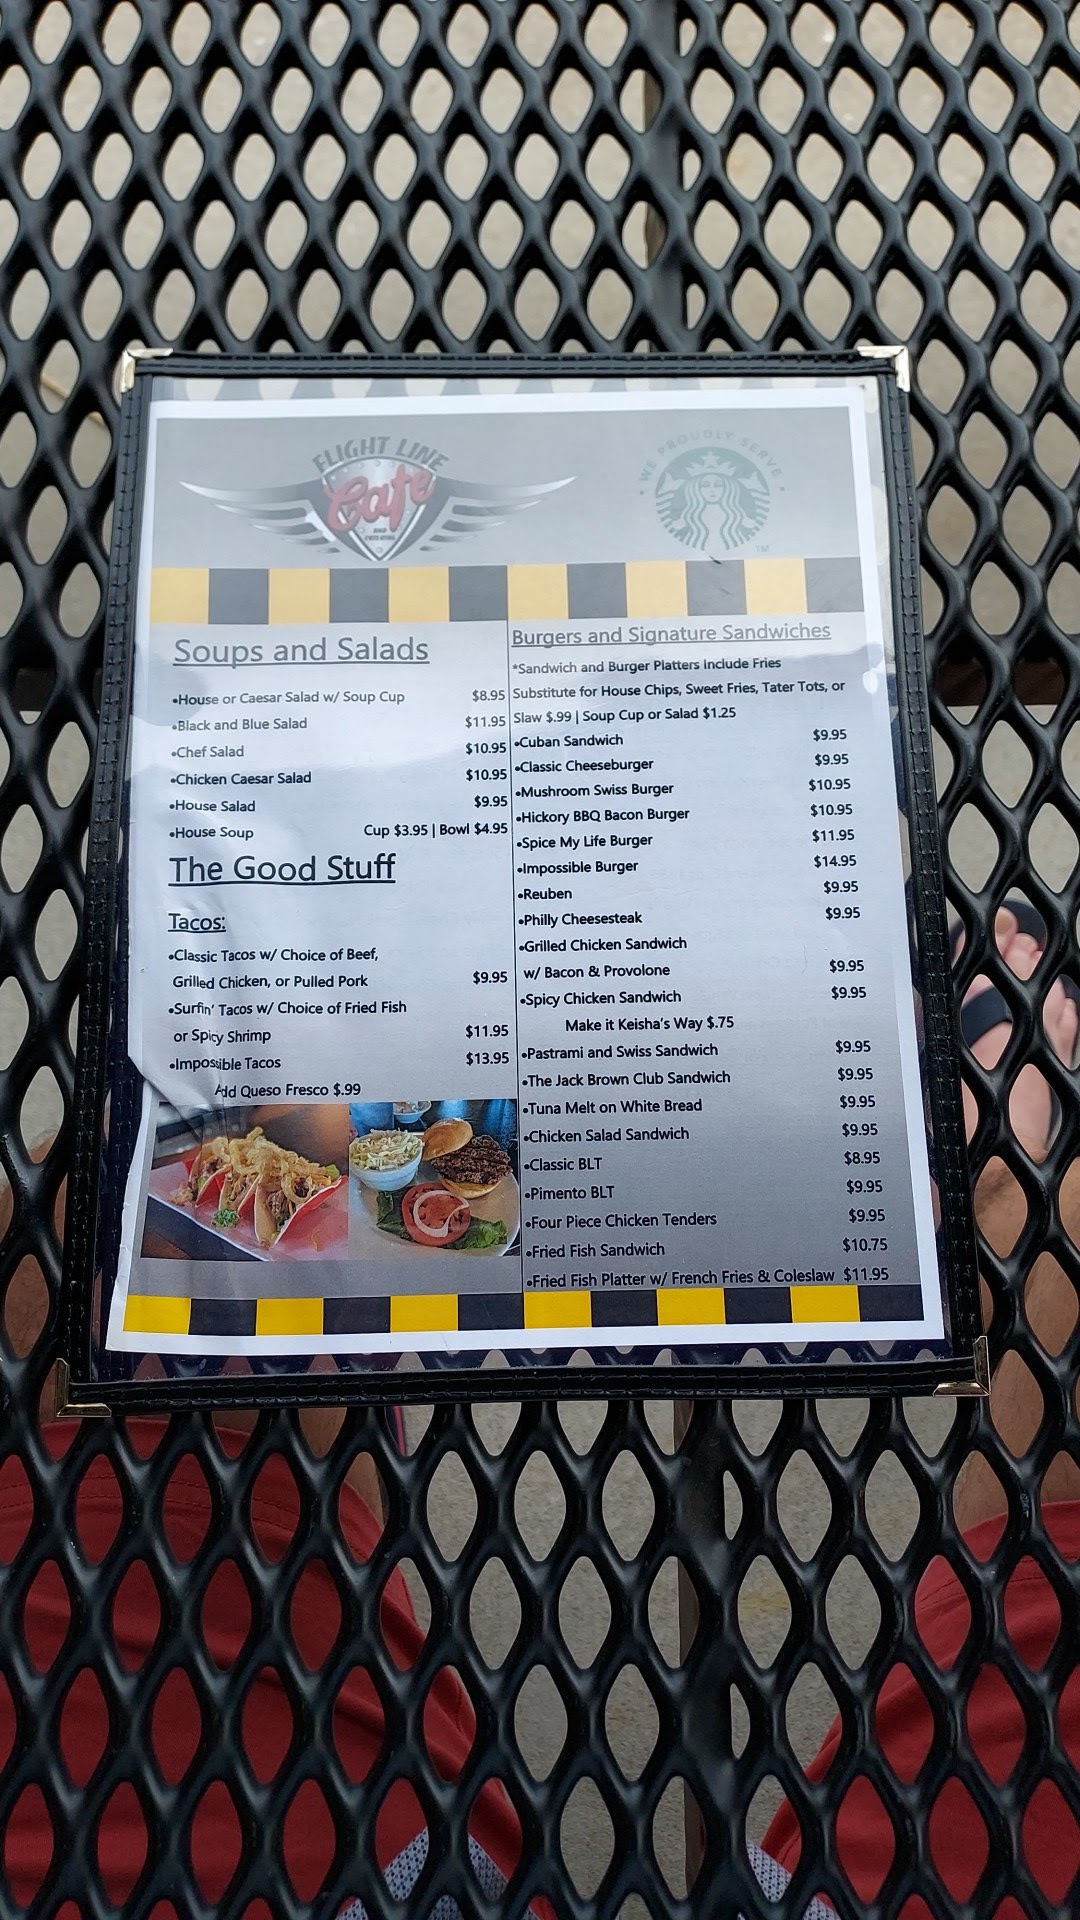 FLIGHT LINE
Cafe
AND
CATERING
WE PROUDLY SERVE
TM
Soups and Salads
•House or Caesar Salad w/ Soup Cup $8.95
•Black and Blue Salad $11.95
•Chef Salad $10.95
•Chicken Caesar Salad $10.95
•House Salad $9.95
•House Soup Cup $3.95 | Bowl $4.95
The Good Stuff
Tacos:
•Classic Tacos w/ Choice of Beef,
Grilled Chicken, or Pulled Pork $9.95
•Surfin' Tacos w/ Choice of Fried Fish
or Spicy Shrimp $11.95
•Impossible Tacos $13.95
Add Queso Fresco $.99
Burgers and Signature Sandwiches
*Sandwich and Burger Platters Include Fries
Substitute for House Chips, Sweet Fries, Tater Tots, or
Slaw $.99 | Soup Cup or Salad $1.25
•Cuban Sandwich $9.95
•Classic Cheeseburger $9.95
•Mushroom Swiss Burger $10.95
•Hickory BBQ Bacon Burger $10.95
•Spice My Life Burger $11.95
•Impossible Burger $14.95
•Reuben $9.95
•Philly Cheesesteak $9.95
•Grilled Chicken Sandwich
w/ Bacon & Provolone $9.95
•Spicy Chicken Sandwich $9.95
Make it Keisha's Way $.75
•Pastrami and Swiss Sandwich $9.95
•The Jack Brown Club Sandwich $9.95
•Tuna Melt on White Bread $9.95
•Chicken Salad Sandwich $9.95
•Classic BLT $8.95
•Pimento BLT $9.95
•Four Piece Chicken Tenders $9.95
•Fried Fish Sandwich $10.75
•Fried Fish Platter w/ French Fries & Coleslaw $11.95